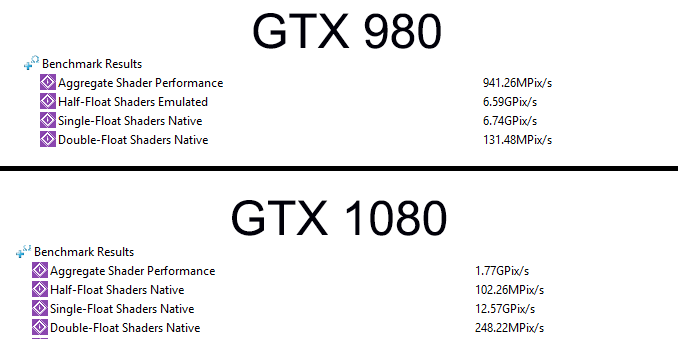 GTX 980
Benchmark Results
Aggregate Shader Performance 941.26MPix/s
Half-Float Shaders Emulated 6.59GPix/s
Single-Float Shaders Native 6.74GPix/s
Double-Float Shaders Native 131.48MPix/s
GTX 1080
Benchmark Results
Aggregate Shader Performance 1.77GPix/s
Half-Float Shaders Native 102.26MPix/s
Single-Float Shaders Native 12.57GPix/s
Double-Float Shaders Native 248.22MPix/s